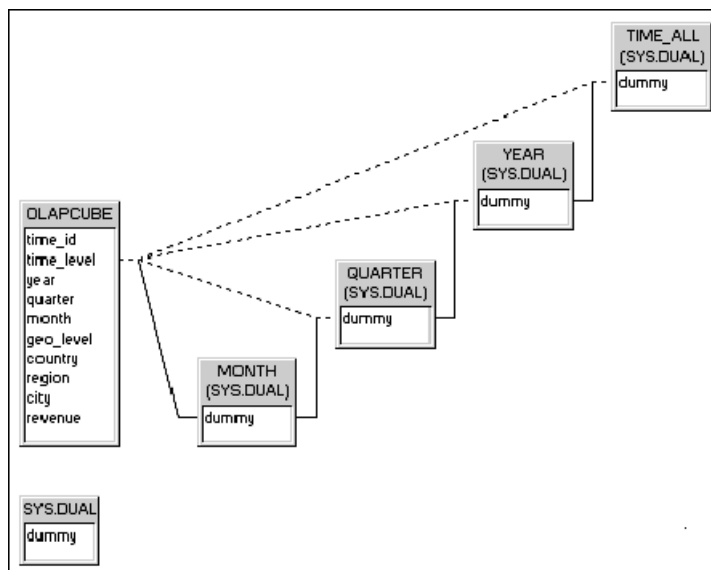 TIME_ALL
(SYS.DUAL)
dummy
YEAR
(SYS.DUAL)
dummy
OLAPCUBE
time_id
time_level
year
quarter
month
geo_level
country
region
city
revenue
QUARTER
(SYS.DUAL)
dummy
MONTH
(SYS.DUAL)
dummy
SYS.DUAL
dummy